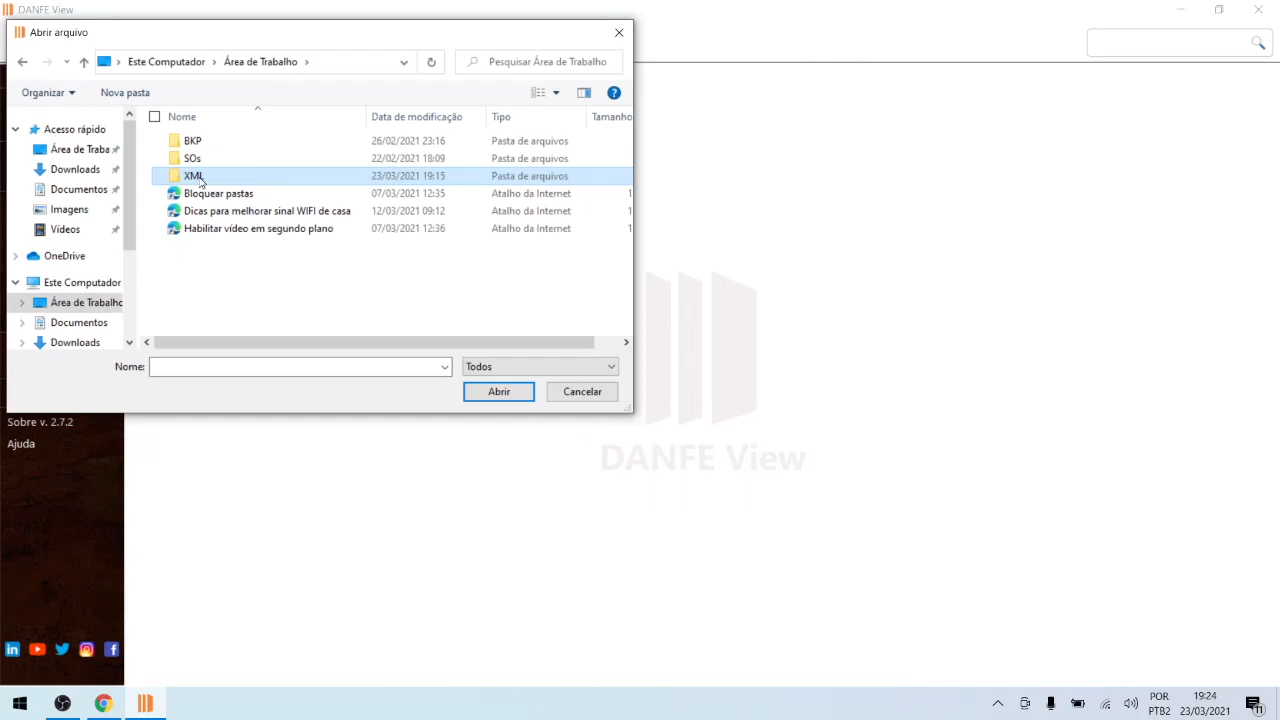 DANFE View
Abrir arquivo
Este Computador
Área de Trabalho
Pesquisar Área de Trabalho
Organizar
Nova pasta
Nome
Data de modificação
Tipo
Tamanho
Acesso rápido
Área de Traba
Downloads
Documentos
Imagens
Vídeos
OneDrive
Este Computador
Área de Trabalho
Documentos
Downloads
BKP 26/02/2021 23:16 Pasta de arquivos
SOs 22/02/2021 18:09 Pasta de arquivos
XML 23/03/2021 19:15 Pasta de arquivos
Bloquear pastas 07/03/2021 12:35 Atalho da Internet 1
Dicas para melhorar sinal WIFI de casa 12/03/2021 09:12 Atalho da Internet 1
Habilitar vídeo em segundo plano 07/03/2021 12:36 Atalho da Internet 1
Nome:
Todos
Abrir
Cancelar
Sobre v. 2.7.2
Ajuda
DANFE View
POR
PTB2
19:24
23/03/2021
11